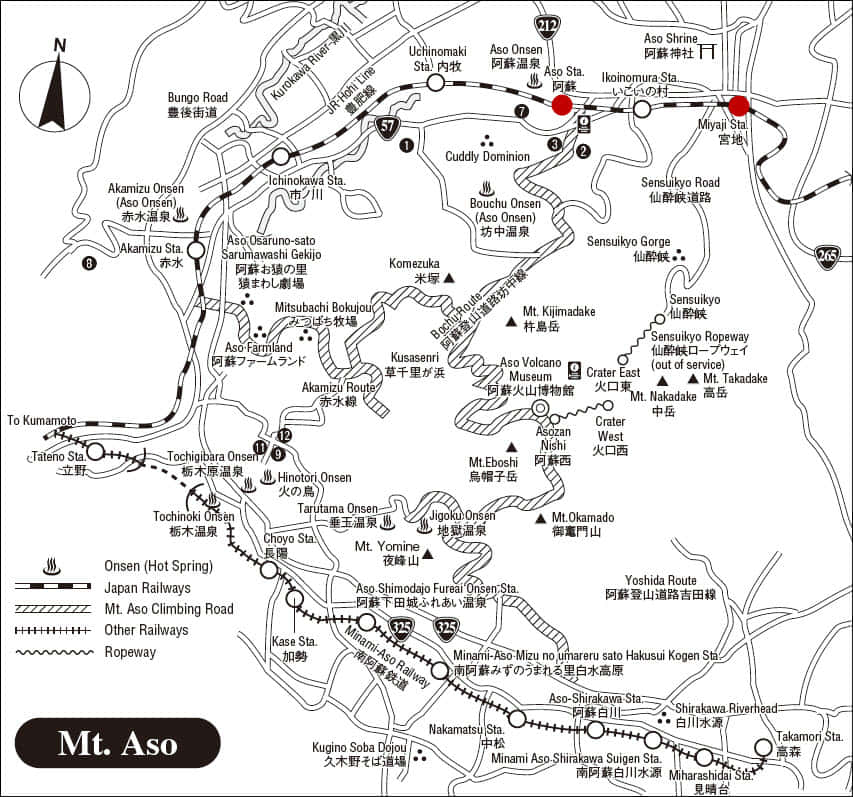 N
212
Aso Onsen
阿蘇温泉
Aso Shrine
阿蘇神社
Uchinomaki
Sta. 内牧
Aso Sta.
阿蘇
Ikoinomura Sta.
いこいの村
Kurokawa River-黒川
JR-Hohi Line
豊肥線
Bungo Road
豊後街道
57
7
1
3
2
Miyaji Sta.
宮地
Cuddly Dominion
Ichinokawa Sta.
市ノ川
Akamizu Onsen
(Aso Onsen)
赤水温泉
Bouchu Onsen
(Aso Onsen)
坊中温泉
Sensuikyo Road
仙酔峡道路
Akamizu Sta.
赤水
8
Aso Osaruno-sato
Sarumawashi Gekijo
阿蘇お猿の里
猿まわし劇場
Sensuikyo Gorge
仙酔峡
265
Komezuka
米塚
Bochu Route
阿蘇登山道路坊中線
Mitsubachi Bokujou
みつばち牧場
Mt. Kijimadake
杵島岳
Sensuikyo
仙酔峡
Aso Farmland
阿蘇ファームランド
Kusasenri
草千里が浜
Sensuikyo Ropeway
仙酔峡ロープウェイ
(out of service)
Aso Volcano
Museum
阿蘇火山博物館
Crater East
火口東
Mt. Takadake
高岳
Akamizu Route
赤水線
Mt. Nakadake
中岳
To Kumamoto
Crater
West
火口西
Asozan
Nishi
阿蘇西
12
11
9
Tateno Sta.
立野
Tochigibara Onsen
栃木原温泉
Mt.Eboshi
烏帽子岳
Hinotori Onsen
火の鳥
Tochinoki Onsen
栃木温泉
Tarutama Onsen
垂玉温泉
Jigoku Onsen
地獄温泉
Mt.Okamado
御竃門山
Choyo Sta.
長陽
Mt. Yomine
夜峰山
Onsen (Hot Spring)
Japan Railways
Mt. Aso Climbing Road
Other Railways
Ropeway
Yoshida Route
阿蘇登山道路吉田線
Aso Shimodajo Fureai Onsen Sta.
阿蘇下田城ふれあい温泉
325
325
Kase Sta.
加勢
Minami-Aso Railway
南阿蘇鉄道
Minami-Aso Mizu no umareru sato Hakusui Kogen Sta.
南阿蘇みずのうまれる里白水高原
Aso-Shirakawa Sta.
阿蘇白川
Shirakawa Riverhead
白川水源
Mt. Aso
Nakamatsu Sta.
中松
Takamori Sta.
高森
Kugino Soba Dojou
久木野そば道場
Minami Aso Shirakawa Suigen Sta.
南阿蘇白川水源
Miharashidai Sta.
見晴台